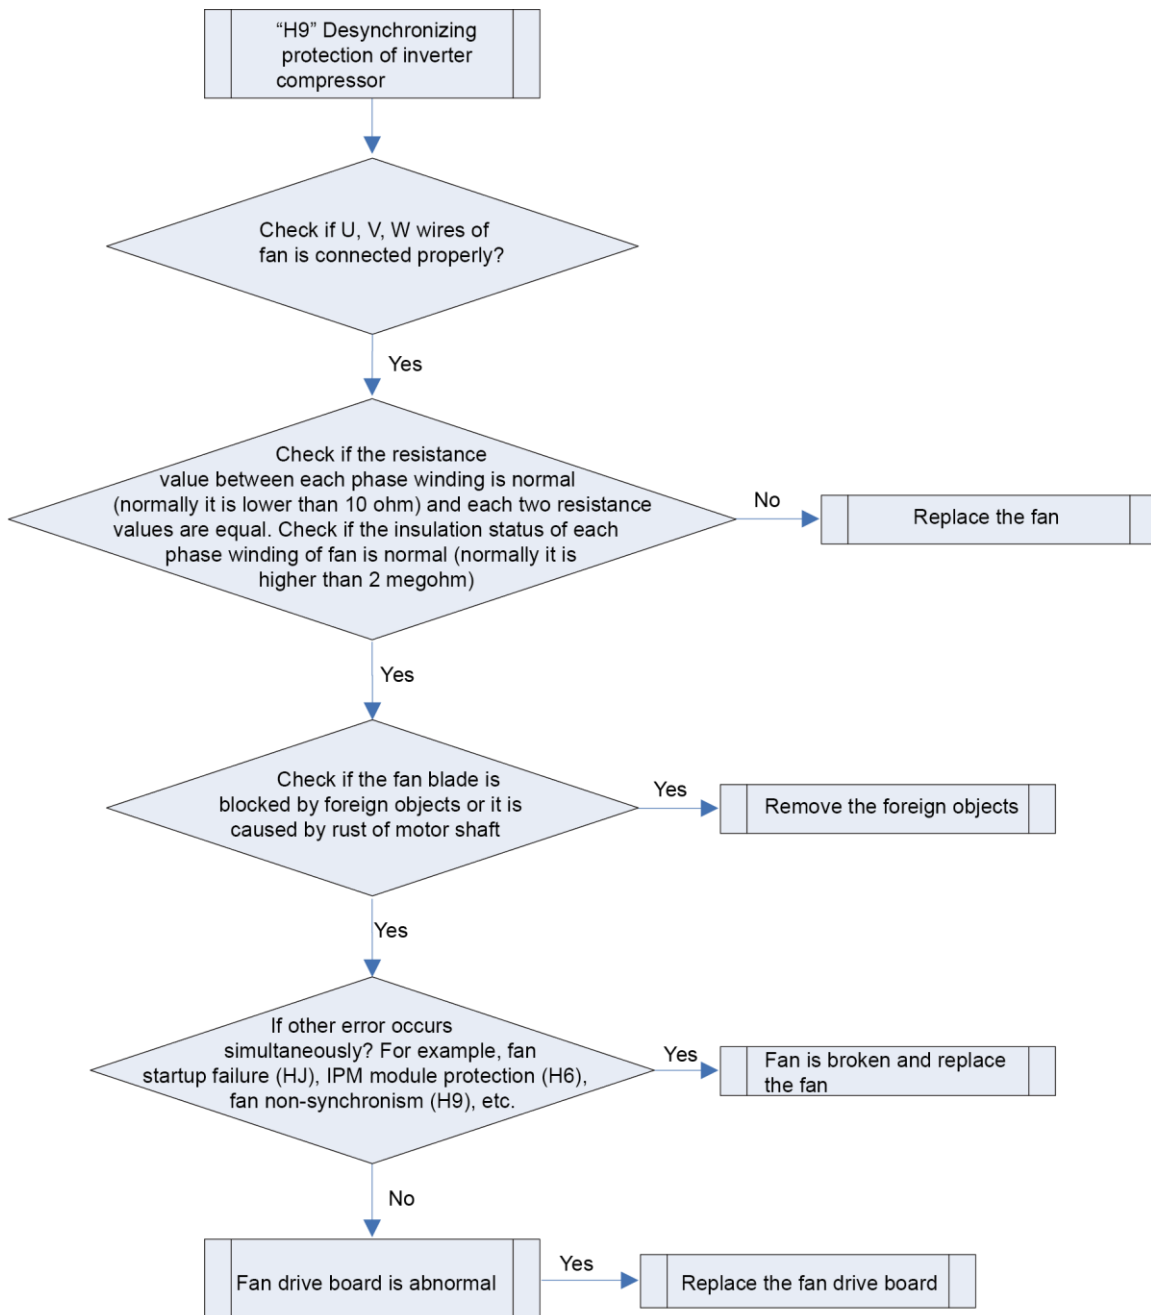 “H9” Desynchronizing
protection of inverter
compressor
Check if U, V, W wires of
fan is connected properly?
Yes
Check if the resistance
value between each phase winding is normal
(normally it is lower than 10 ohm) and each two resistance
values are equal. Check if the insulation status of each
phase winding of fan is normal (normally it is
higher than 2 megohm)
No
Replace the fan
Yes
Check if the fan blade is
blocked by foreign objects or it is
caused by rust of motor shaft
Yes
Remove the foreign objects
Yes
If other error occurs
simultaneously? For example, fan
startup failure (HJ), IPM module protection (H6),
fan non-synchronism (H9), etc.
Yes
Fan is broken and replace
the fan
No
Fan drive board is abnormal
Yes
Replace the fan drive board